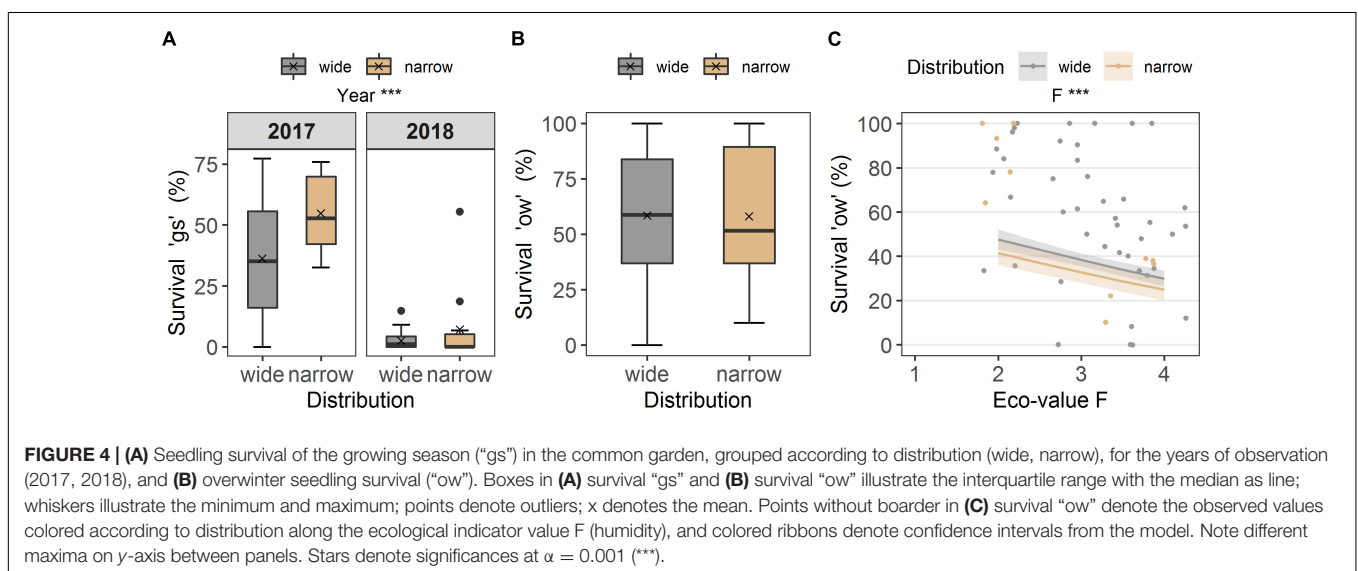 A
wide narrow
Year ***
2017 2018
75
50
25
0
Survival 'gs' (%)
wide narrow wide narrow
Distribution
B
wide narrow
100
75
50
25
0
Survival 'ow' (%)
wide narrow
Distribution
C
Distribution wide narrow
F ***
100
80
60
40
20
0
Survival 'ow' (%)
1 2 3 4
Eco-value F
FIGURE 4 | (A) Seedling survival of the growing season (“gs”) in the common garden, grouped according to distribution (wide, narrow), for the years of observation
(2017, 2018), and (B) overwinter seedling survival (“ow”). Boxes in (A) survival “gs” and (B) survival “ow” illustrate the interquartile range with the median as line;
whiskers illustrate the minimum and maximum; points denote outliers; x denotes the mean. Points without boarder in (C) survival “ow” denote the observed values
colored according to distribution along the ecological indicator value F (humidity), and colored ribbons denote confidence intervals from the model. Note different
maxima on y-axis between panels. Stars denote significances at α = 0.001 (***).